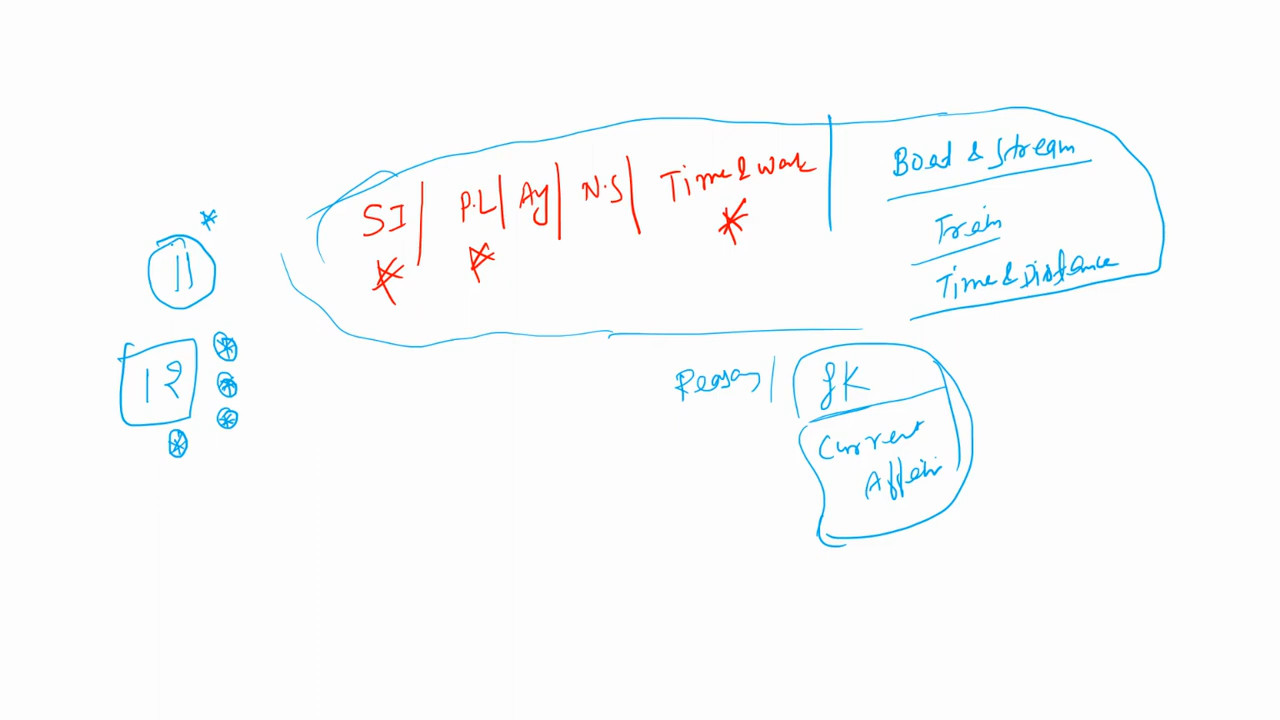 SI | P.L | Ag | N.S | Time & Work
Boat & Stream
Train
Time & Distance
11
12
Reason | GK
Current
Affair